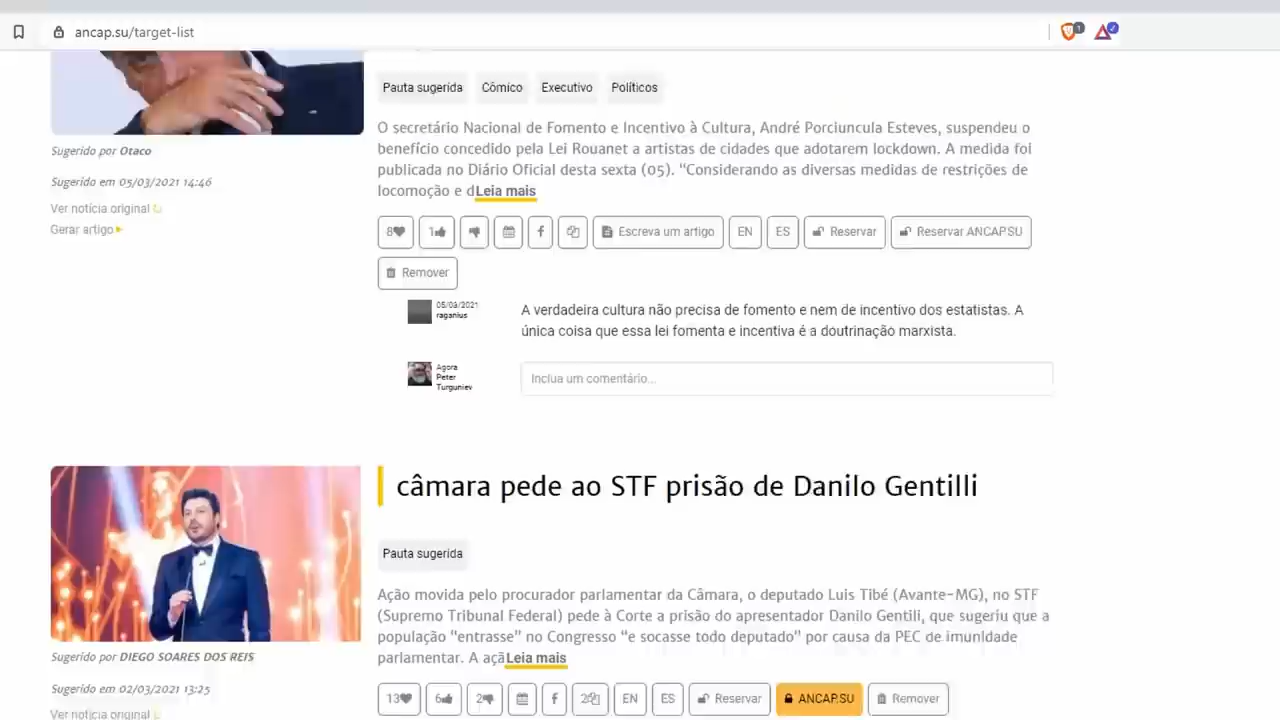 ancap.su/target-list
1
Pauta sugerida Cômico Executivo Políticos
O secretário Nacional de Fomento e Incentivo à Cultura, André Porciuncula Esteves, suspendeu o
benefício concedido pela Lei Rouanet a artistas de cidades que adotarem lockdown. A medida foi
publicada no Diário Oficial desta sexta (05). "Considerando as diversas medidas de restrições de
locomoção e dLeia mais
Sugerido por Otaco
Sugerido em 05/03/2021 14:46
Ver notícia original
Gerar artigo
8 1 Escreva um artigo EN ES Reservar Reservar ANCAPSU
Remover
05/03/2021
raganius
A verdadeira cultura não precisa de fomento e nem de incentivo dos estatistas. A
única coisa que essa lei fomenta e incentiva é a doutrinação marxista.
Agora
Peter
Turguniev
Inclua um comentário...
câmara pede ao STF prisão de Danilo Gentilli
Pauta sugerida
Ação movida pelo procurador parlamentar da Câmara, o deputado Luis Tibé (Avante-MG), no STF
(Supremo Tribunal Federal) pede à Corte a prisão do apresentador Danilo Gentili, que sugeriu que a
população "entrasse" no Congresso "e socasse todo deputado" por causa da PEC de imunidade
parlamentar. A açãLeia mais
Sugerido por DIEGO SOARES DOS REIS
Sugerido em 02/03/2021 13:25
Ver notícia original
13 6 2 2 EN ES Reservar ANCAP.SU Remover